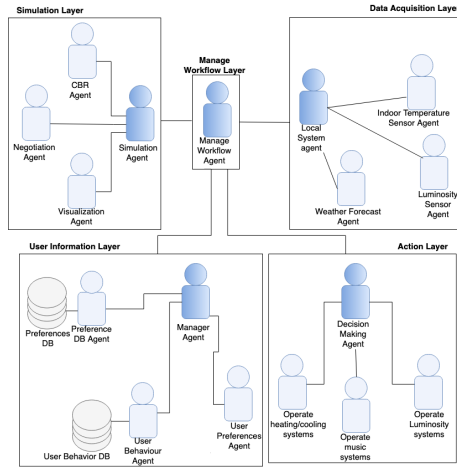 Simulation Layer
Data Acquisition Layer
Manage
Workflow Layer
CBR
Agent
Negotiation
Agent
Simulation
Agent
Visualization
Agent
Manage
Workflow
Agent
Local
System
agent
Indoor Temperature
Sensor Agent
Luminosity
Sensor
Agent
Weather Forecast
Agent
User Information Layer
Action Layer
Preferences
DB
Preference
DB Agent
Manager
Agent
User Behavior DB
User
Behaviour
Agent
User
Preferences
Agent
Decision
Making
Agent
Operate
heating/cooling
systems
Operate
music
systems
Operate
Luminosity
systems